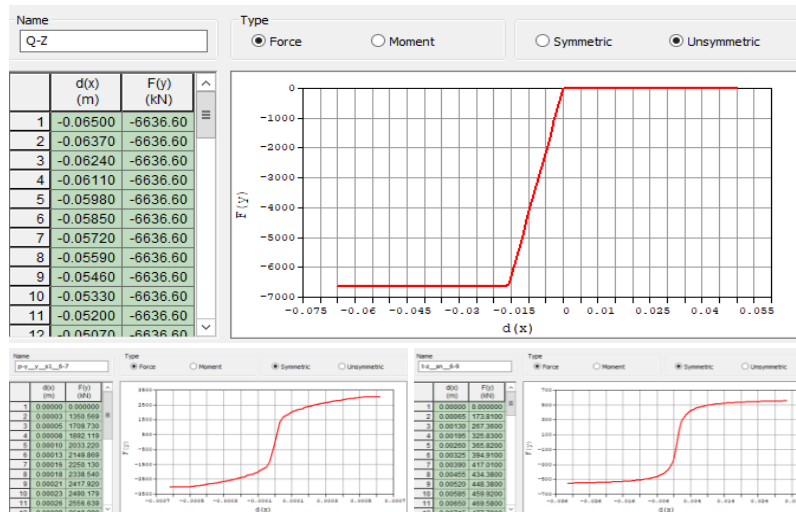 Name
Type
Q-Z
Force Moment Symmetric Unsymmetric
d(x) F(y)
(m) (kN)
1 -0.06500 -6636.60
2 -0.06370 -6636.60
3 -0.06240 -6636.60
4 -0.06110 -6636.60
5 -0.05980 -6636.60
6 -0.05850 -6636.60
7 -0.05720 -6636.60
8 -0.05590 -6636.60
9 -0.05460 -6636.60
10 -0.05330 -6636.60
11 -0.05200 -6636.60
12 -0.05070 -6636.60
0
-1000
-2000
-3000
-4000
-5000
-6000
-7000
F(y)
-0.075 -0.06 -0.045 -0.03 -0.015 0 0.01 0.025 0.04 0.055
d(x)
Name Type
Force Moment Symmetric Unsymmetric
d(x) F(y)
(m) (kN)
1 0.00000 0.000000
2 0.00003 1350.569
3 0.00005 1709.730
4 0.00008 1892.119
5 0.00010 2033.220
6 0.00013 2149.869
7 0.00016 2250.130
8 0.00018 2338.540
9 0.00021 2417.920
10 0.00023 2490.179
11 0.00026 2556.639
F(y)
d(x)
Name Type
Force Moment Symmetric Unsymmetric
d(x) F(y)
(m) (kN)
1 0.00000 0.000000
2 0.00065 173.8100
3 0.00130 267.3600
4 0.00195 325.8300
5 0.00260 365.8200
6 0.00325 394.9100
7 0.00390 417.0100
8 0.00455 434.3800
9 0.00520 448.3800
10 0.00585 459.9200
11 0.00650 469.5800
F(y)
d(x)